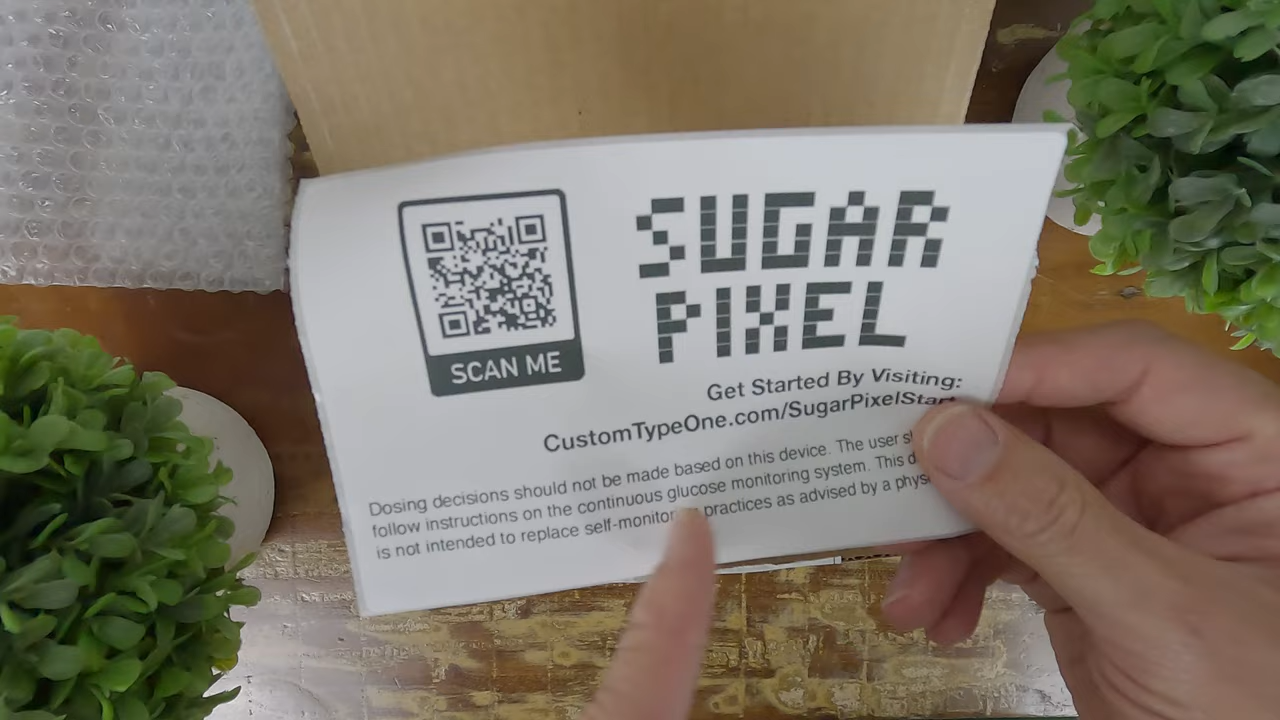 SUGAR
PIXEL
SCAN ME
Get Started By Visiting:
CustomTypeOne.com/SugarPixelStart
Dosing decisions should not be made based on this device. The user
follow instructions on the continuous glucose monitoring system. This
is not intended to replace practices as advised by a